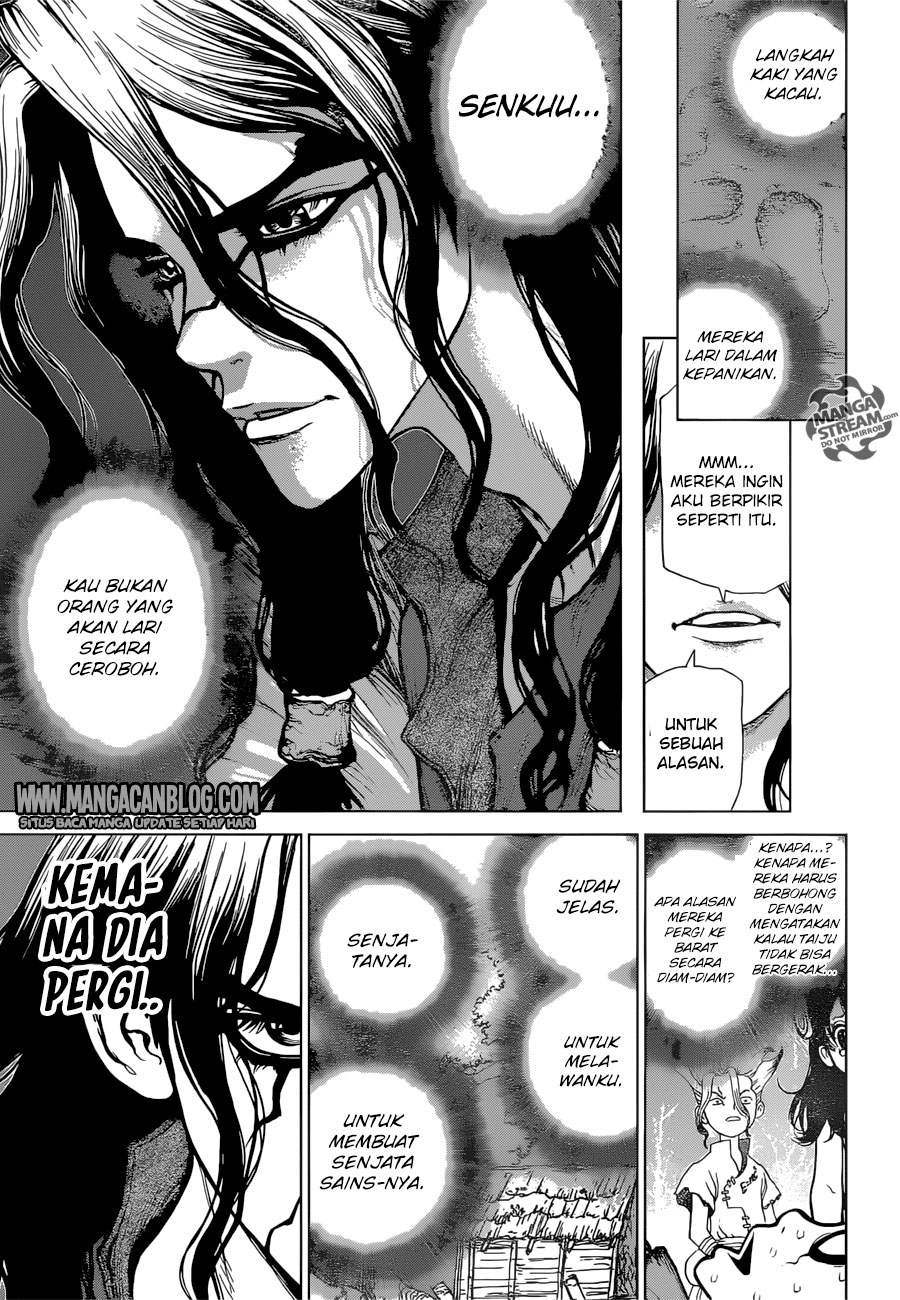 LANGKAH
KAKI YANG
KACAU.
MEREKA
LARI DALAM
KEPANIKAN.
MANGA
STREAM.com
DO NOT MIRROR
MMM...
MEREKA INGIN
AKU BERPIKIR
SEPERTI ITU.
UNTUK
SEBUAH
ALASAN.
SENKUU...
KAU BUKAN
ORANG YANG
AKAN LARI
SECARA
CEROBOH.
WWW.MANGACANBLOG.COM
SITUS BACA MANGA UPDATE SETIAP HARI
KENAPA...?
KENAPA ME-
REKA HARUS
BERBOHONG
DENGAN
MENGATAKAN
KALAU TAIJU
TIDAK BISA
BERGERAK...
APA ALASAN
MEREKA
PERGI KE
BARAT
SECARA
DIAM-DIAM?
SUDAH
JELAS.
SENJA-
TANYA.
UNTUK
MELA-
WANKU.
UNTUK
MEMBUAT
SENJATA
SAINS-NYA.
KEMA-
NA DIA
PERGI..